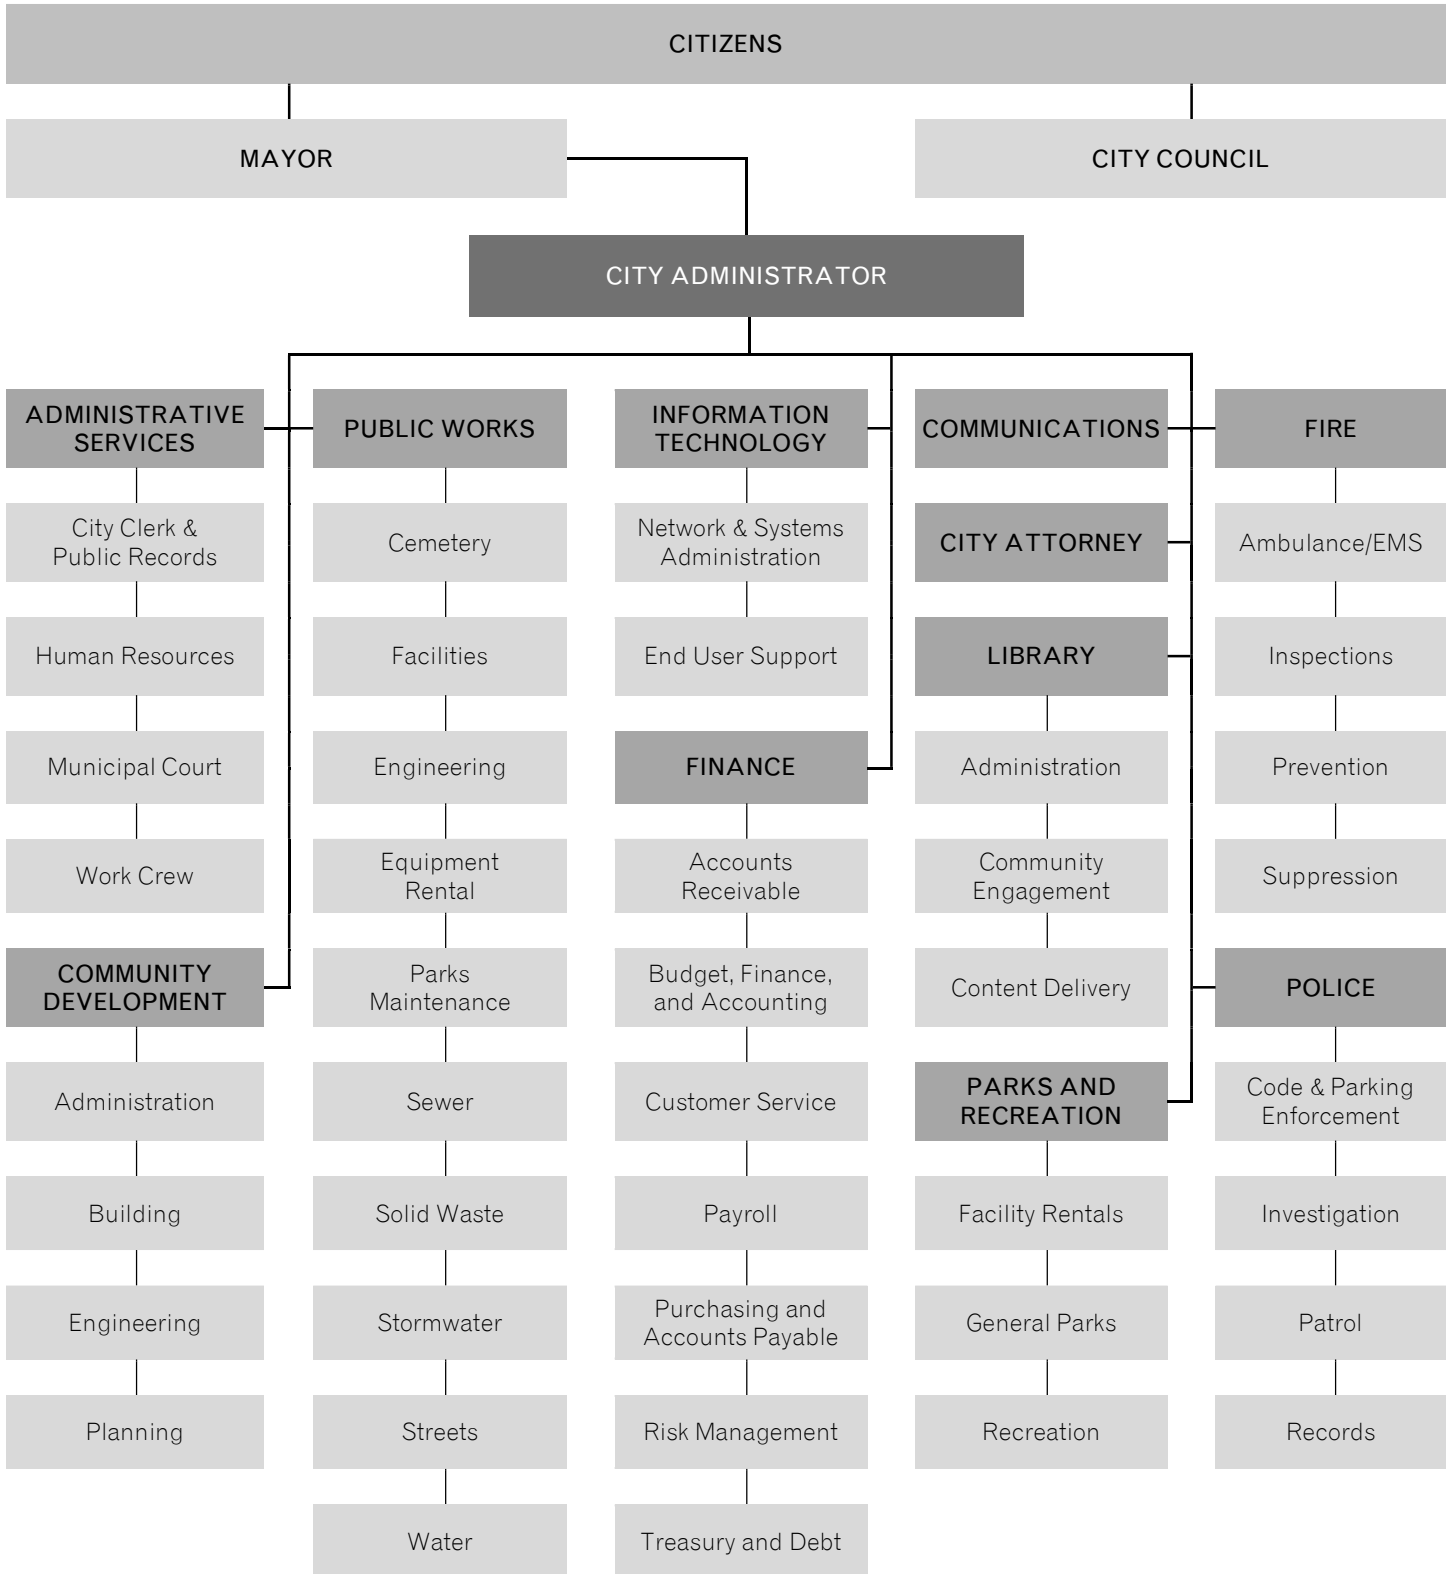 CITIZENS
MAYOR
CITY COUNCIL
CITY ADMINISTRATOR
ADMINISTRATIVE
SERVICES
City Clerk &
Public Records
Human Resources
Municipal Court
Work Crew
COMMUNITY
DEVELOPMENT
Administration
Building
Engineering
Planning
PUBLIC WORKS
Cemetery
Facilities
Engineering
Equipment
Rental
Parks
Maintenance
Sewer
Solid Waste
Stormwater
Streets
Water
INFORMATION
TECHNOLOGY
Network & Systems
Administration
End User Support
FINANCE
Accounts
Receivable
Budget, Finance,
and Accounting
Customer Service
Payroll
Purchasing and
Accounts Payable
Risk Management
Treasury and Debt
COMMUNICATIONS
CITY ATTORNEY
LIBRARY
Administration
Community
Engagement
Content Delivery
PARKS AND
RECREATION
Facility Rentals
General Parks
Recreation
FIRE
Ambulance/EMS
Inspections
Prevention
Suppression
POLICE
Code & Parking
Enforcement
Investigation
Patrol
Records